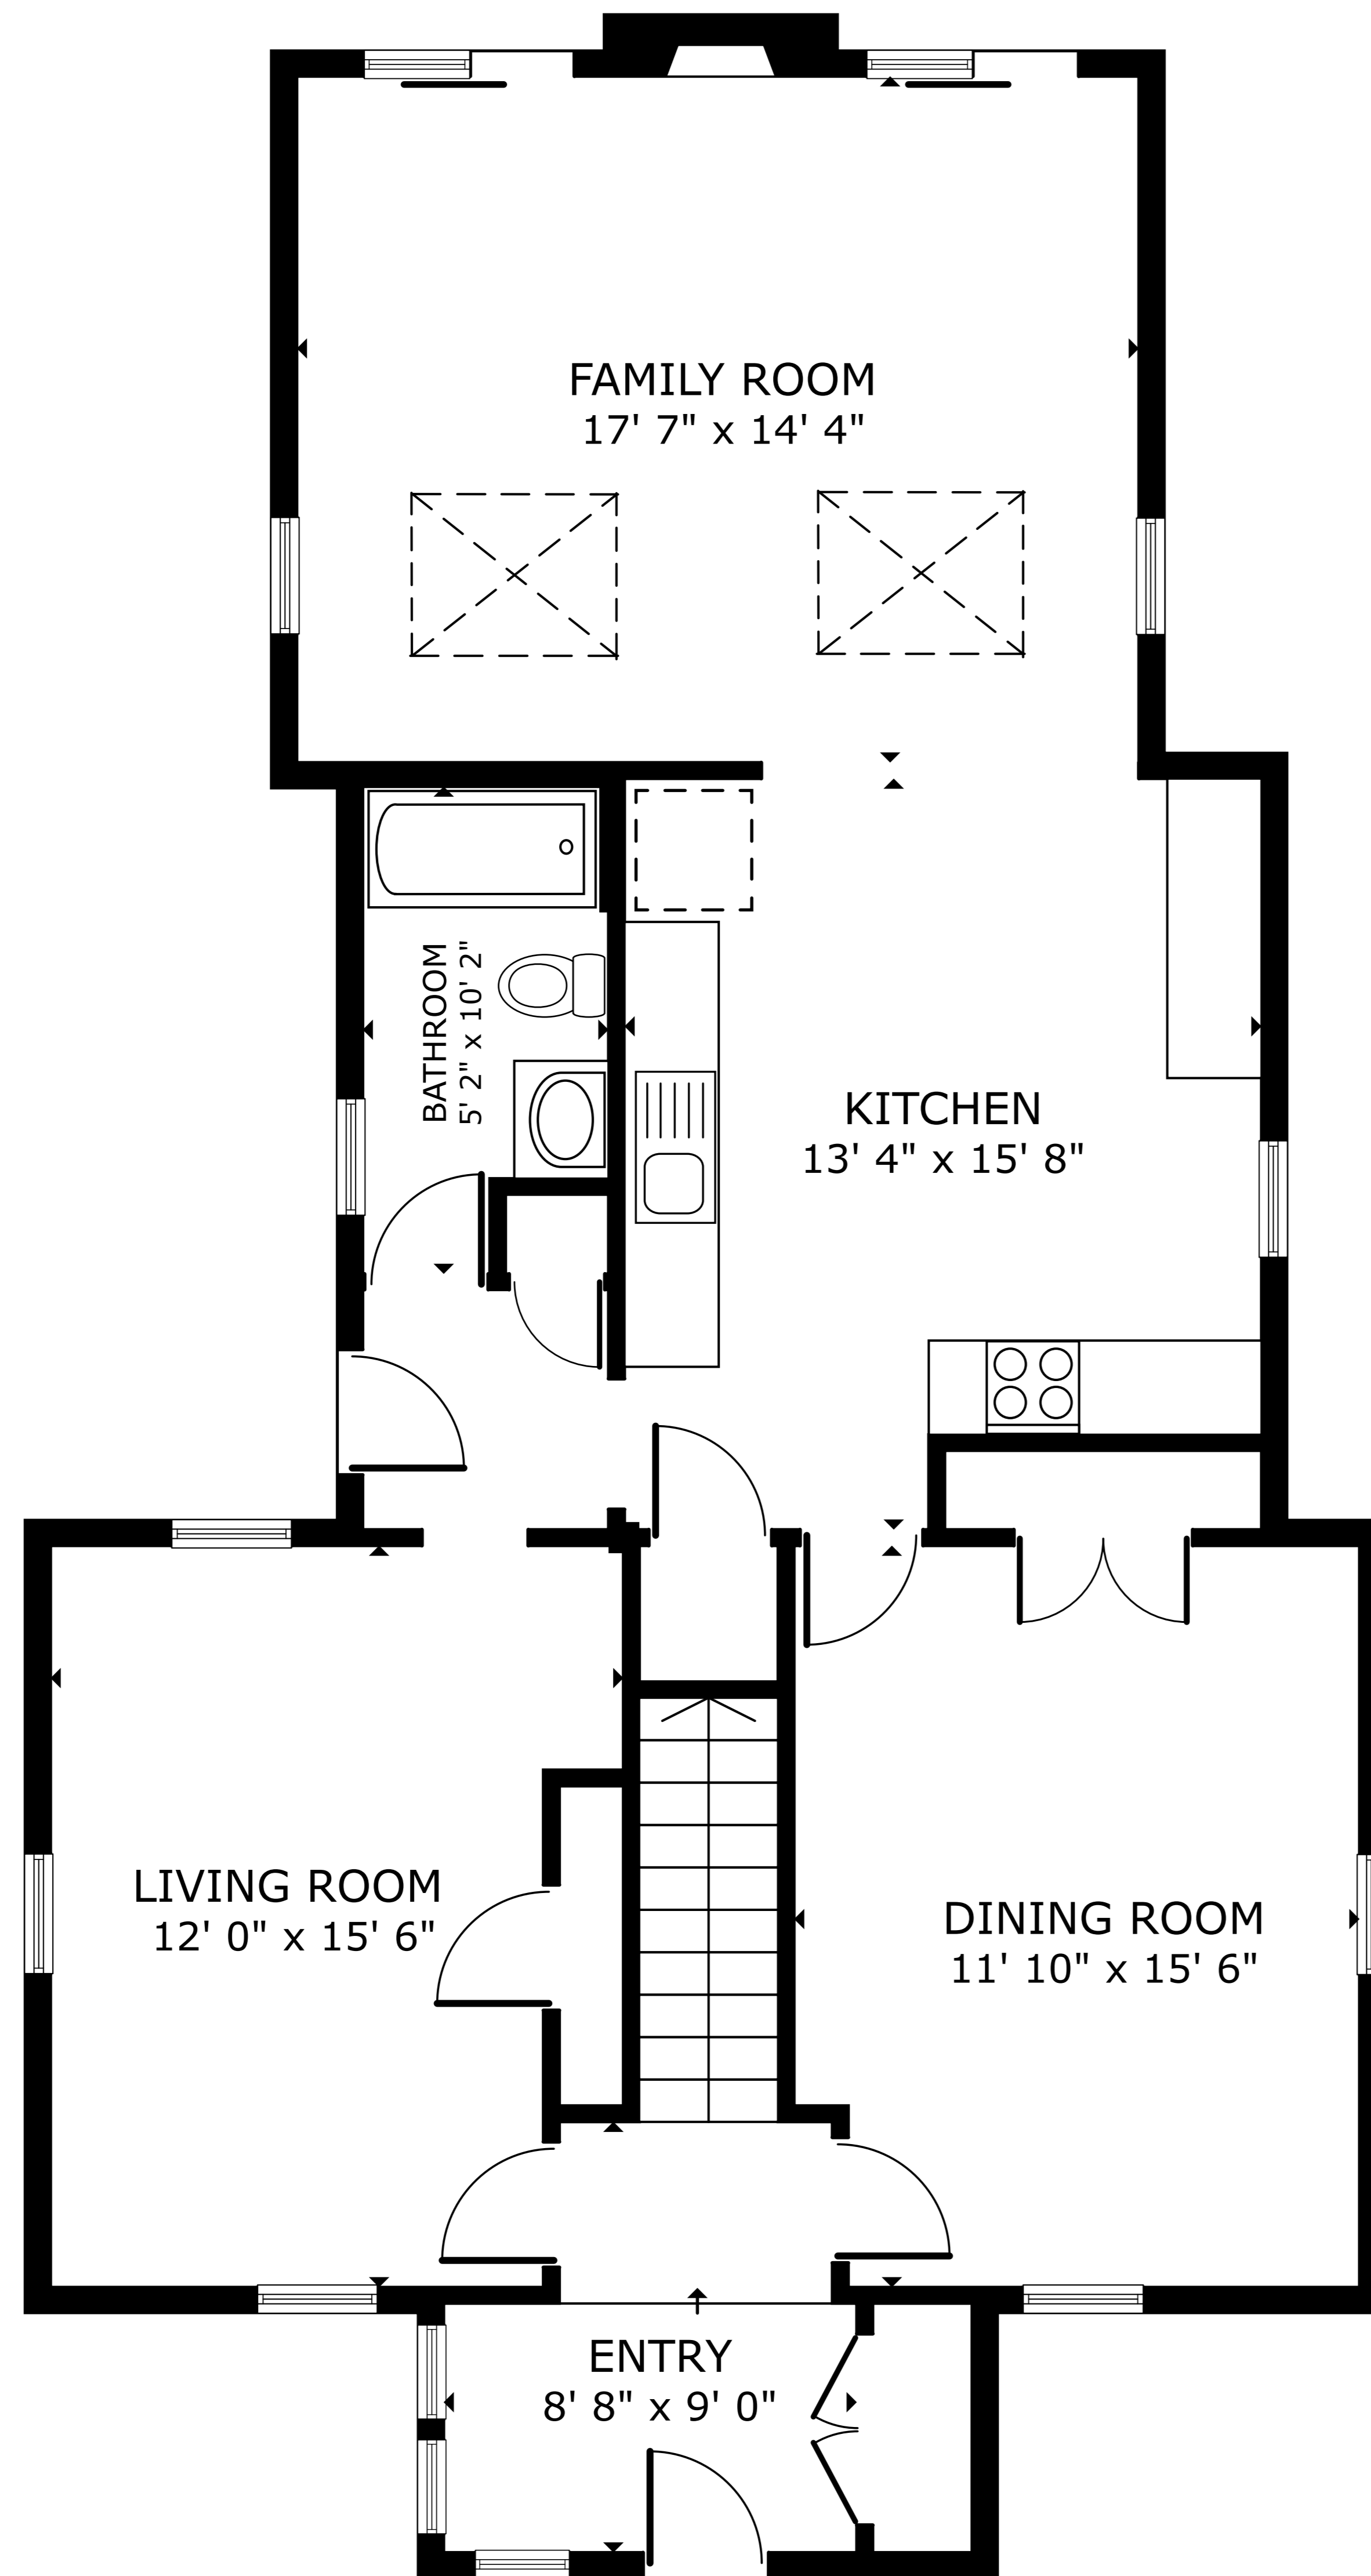 FAMILY ROOM
17' 7" x 14' 4"
BATHROOM
5' 2" x 10' 2"
KITCHEN
13' 4" x 15' 8"
LIVING ROOM
12' 0" x 15' 6"
DINING ROOM
11' 10" x 15' 6"
ENTRY
8' 8" x 9' 0"